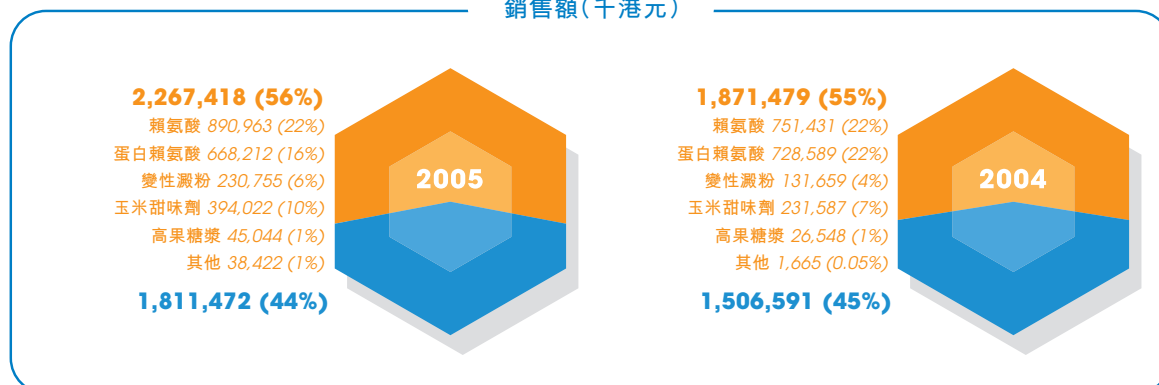 銷售額(千港元)
2,267,418 (56%)
賴氨酸 890,963 (22%)
蛋白賴氨酸 668,212 (16%)
變性澱粉 230,755 (6%)
玉米甜味劑 394,022 (10%)
高果糖漿 45,044 (1%)
其他 38,422 (1%)
1,811,472 (44%)
2005
1,871,479 (55%)
賴氨酸 751,431 (22%)
蛋白賴氨酸 728,589 (22%)
變性澱粉 131,659 (4%)
玉米甜味劑 231,587 (7%)
高果糖漿 26,548 (1%)
其他 1,665 (0.05%)
1,506,591 (45%)
2004